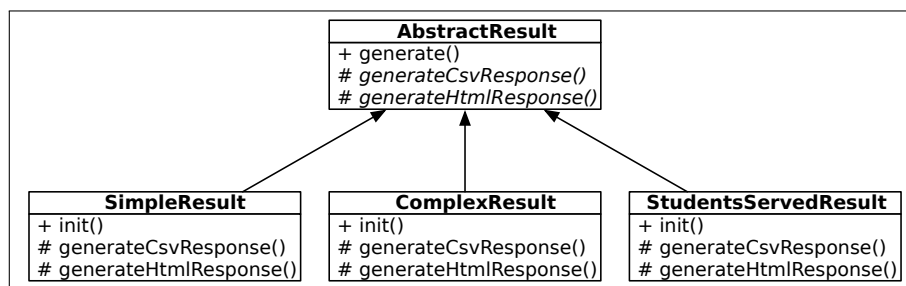 AbstractResult
+ generate()
# generateCsvResponse()
# generateHtmlResponse()
SimpleResult
+ init()
# generateCsvResponse()
# generateHtmlResponse()
ComplexResult
+ init()
# generateCsvResponse()
# generateHtmlResponse()
StudentsServedResult
+ init()
# generateCsvResponse()
# generateHtmlResponse()